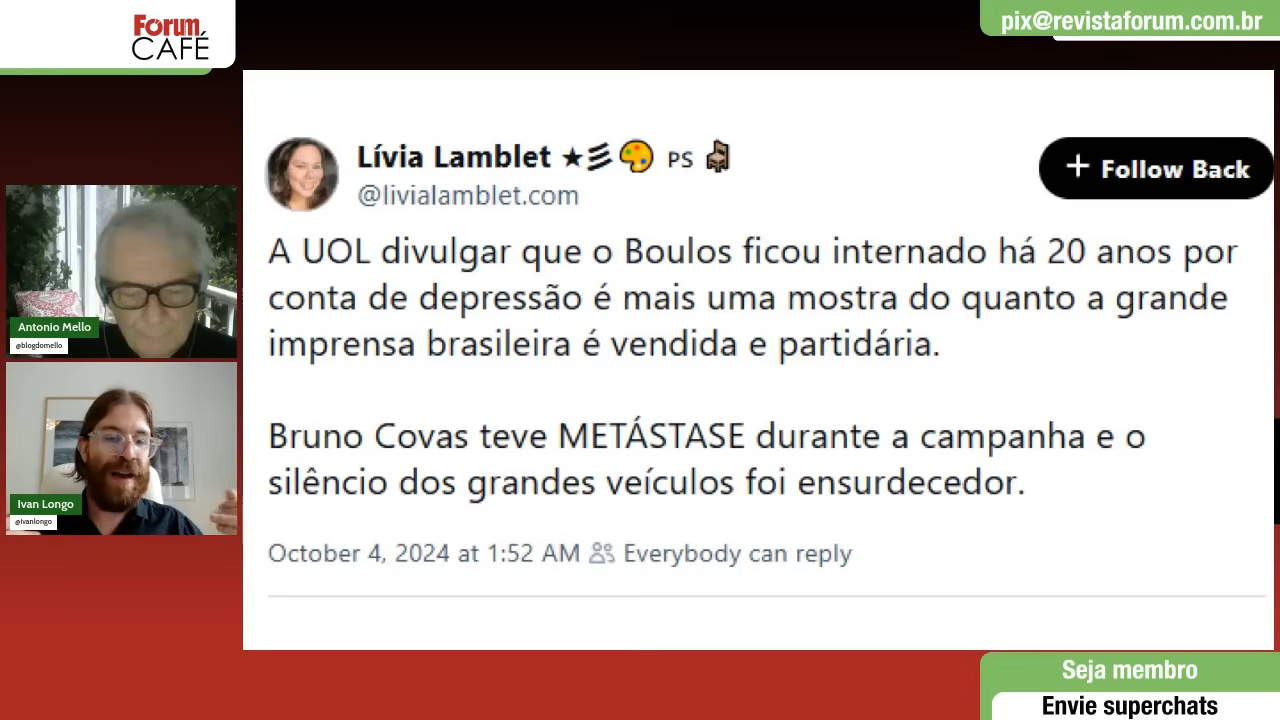 Forum
CAFÉ
pix@revistaforum.com.br
Lívia Lamblet ★彡🎨 PS 🪑
@livialamblet.com
+ Follow Back
A UOL divulgar que o Boulos ficou internado há 20 anos por
conta de depressão é mais uma mostra do quanto a grande
imprensa brasileira é vendida e partidária.
Bruno Covas teve METÁSTASE durante a campanha e o
silêncio dos grandes veículos foi ensurdecedor.
October 4, 2024 at 1:52 AM Everybody can reply
Antonio Mello
@blogdomello
Ivan Longo
@ivanlongo
Seja membro
Envie superchats